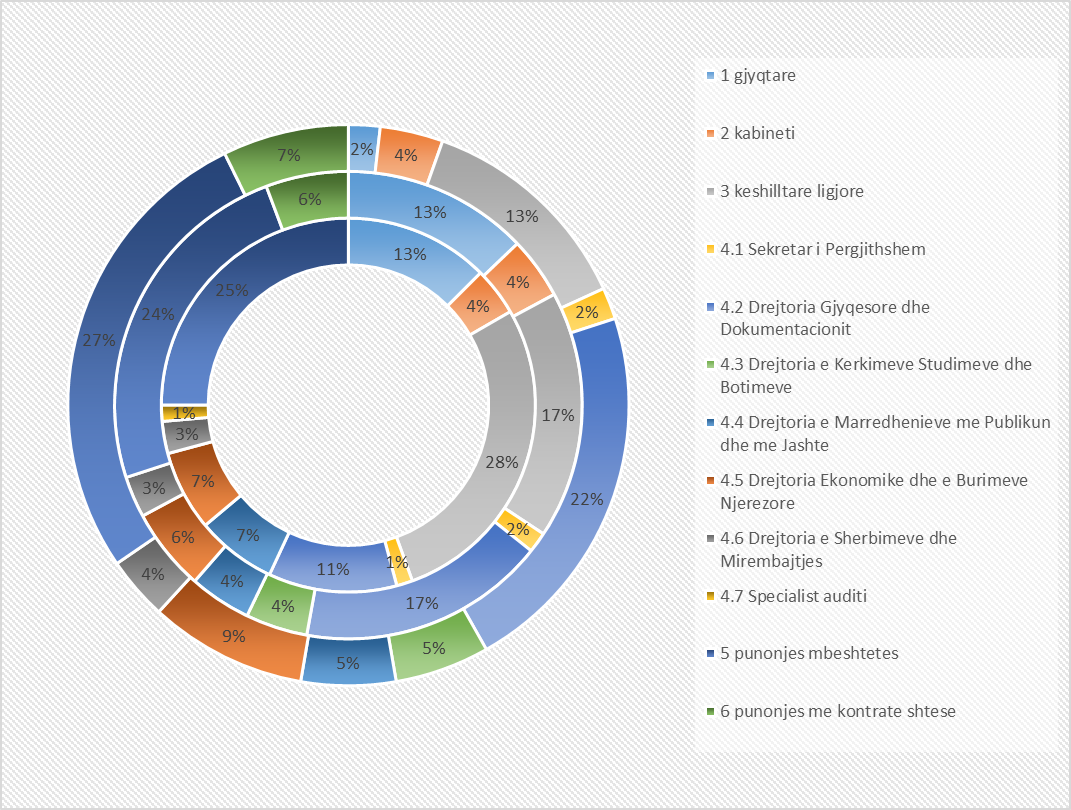 1 gjyqtare
2 kabineti
3 keshilltare ligjore
4.1 Sekretar i Pergjithshem
4.2 Drejtoria Gjyqesore dhe
Dokumentacionit
4.3 Drejtoria e Kerkimeve Studimeve dhe
Botimeve
4.4 Drejtoria e Marredhenieve me Publikun
dhe me Jashte
4.5 Drejtoria Ekonomike dhe e Burimeve
Njerezore
4.6 Drejtoria e Sherbimeve dhe
Mirembajtjes
4.7 Specialist auditi
5 punonjes mbeshtetes
6 punonjes me kontrate shtese
2%
4%
13%
2%
22%
5%
5%
9%
4%
27%
7%
13%
4%
17%
2%
17%
4%
4%
6%
3%
24%
6%
13%
4%
28%
1%
11%
7%
7%
3%
1%
25%